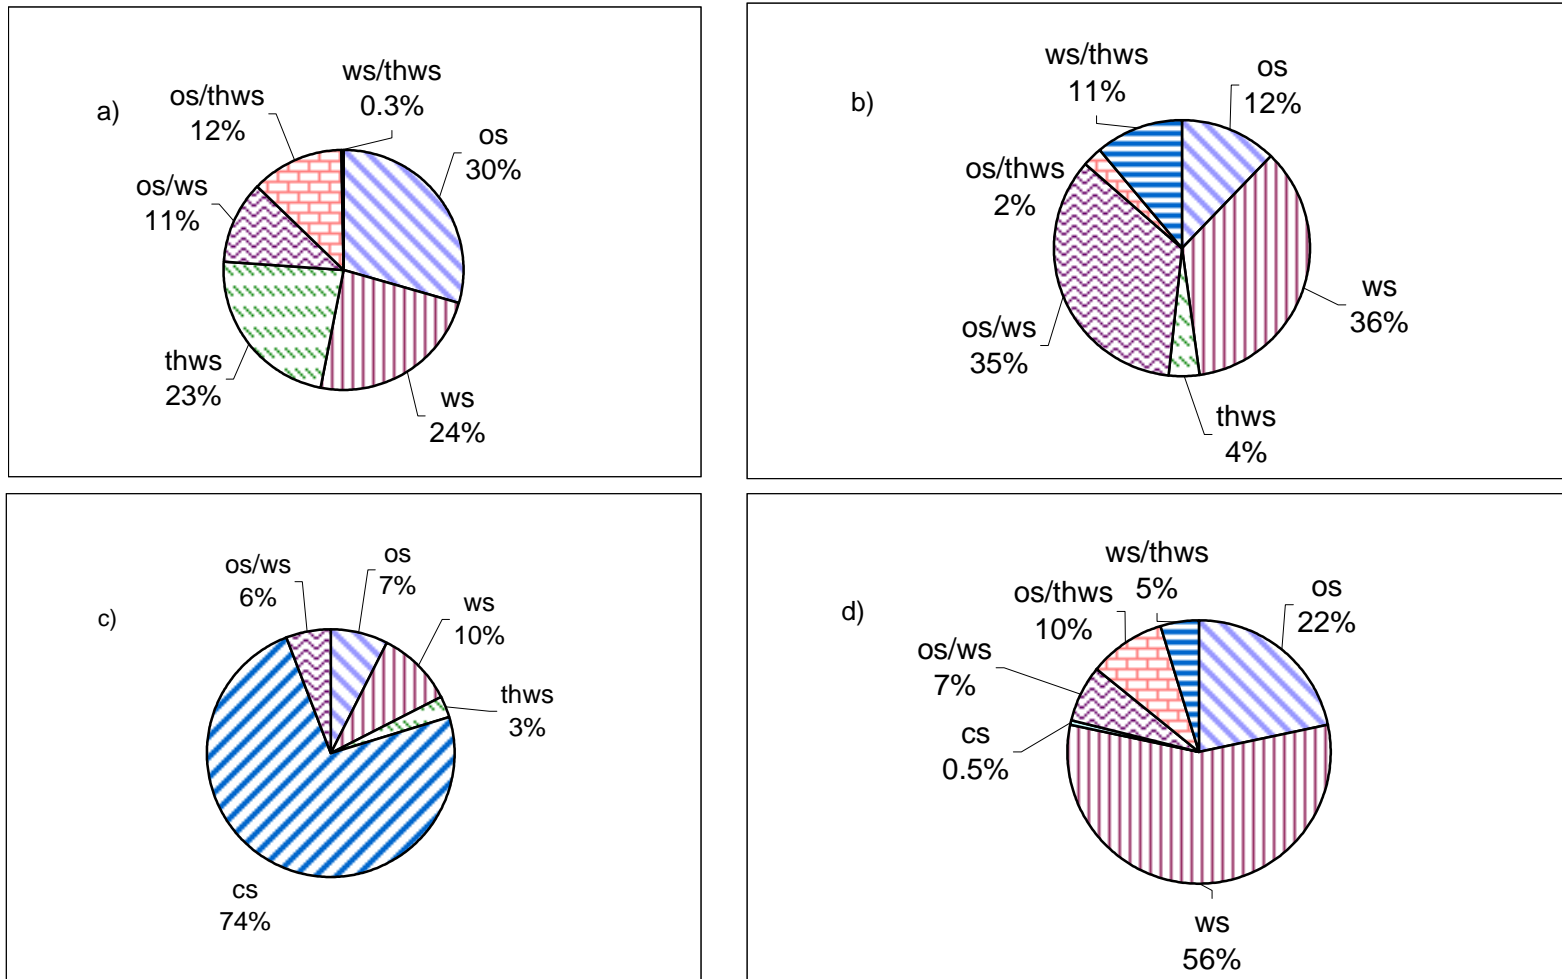 a)
ws/thws
0.3%
os/thws
12%
os
30%
os/ws
11%
thws
23%
ws
24%
b)
ws/thws
11%
os
12%
os/thws
2%
ws
36%
os/ws
35%
thws
4%
c)
os/ws
6%
os
7%
ws
10%
thws
3%
cs
74%
d)
ws/thws
5%
os/thws
10%
os
22%
os/ws
7%
cs
0.5%
ws
56%